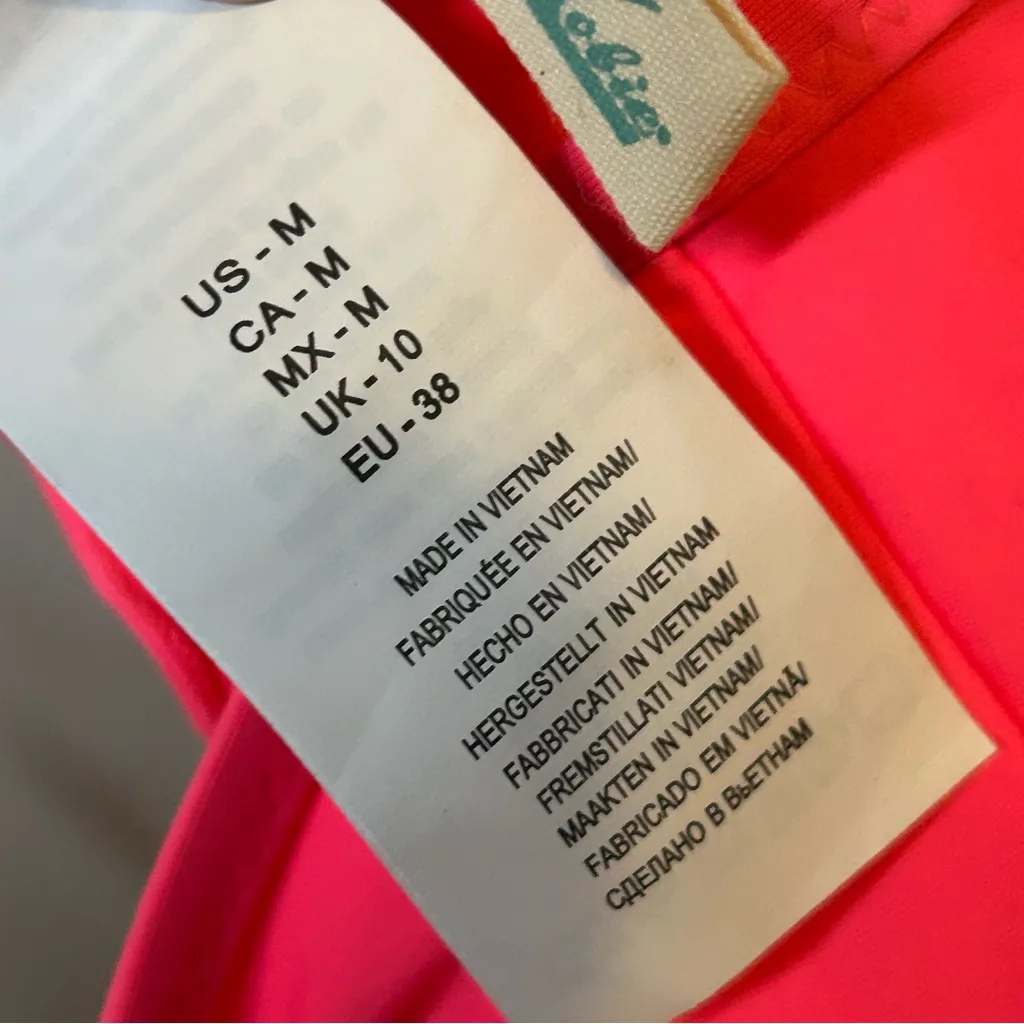 obie
US - M
CA - M
MX - M
UK - 10
EU - 38
MADE IN VIETNAM
FABRIQUÉE EN VIETNAM/
HECHO EN VIETNAM/
HERGESTELLT IN VIETNAM
FABBRICATI IN VIETNAM/
FREMSTILLATI VIETNAM/
MAAKTEN IN VIETNAM/
FABRICADO EM VIETNÃ/
СДЕЛАНО В ВЬЕТНАМ